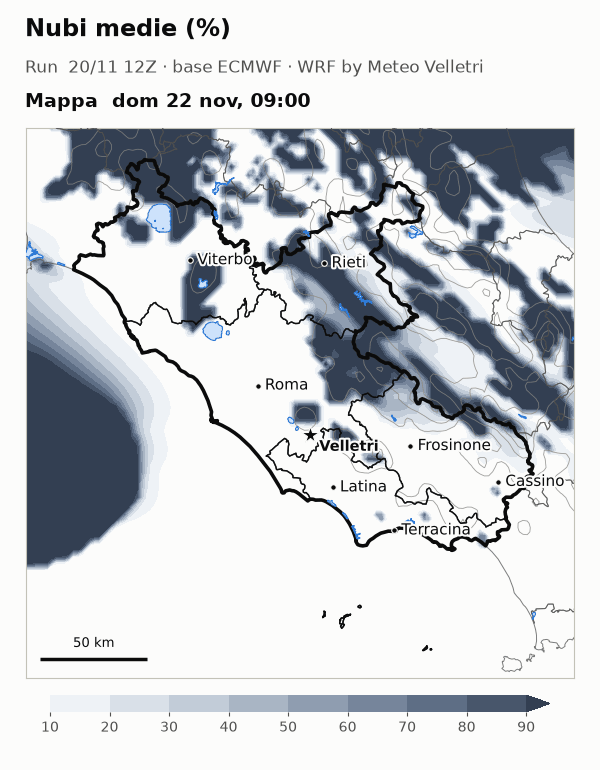 Nubi medie (%)
Run  20/11 12Z · base ECMWF · WRF by Meteo Velletri
Mappa  dom 22 nov, 09:00
Viterbo
Rieti
Roma
Velletri
Frosinone
Cassino
Latina
Terracina
50 km
10 20 30 40 50 60 70 80 90